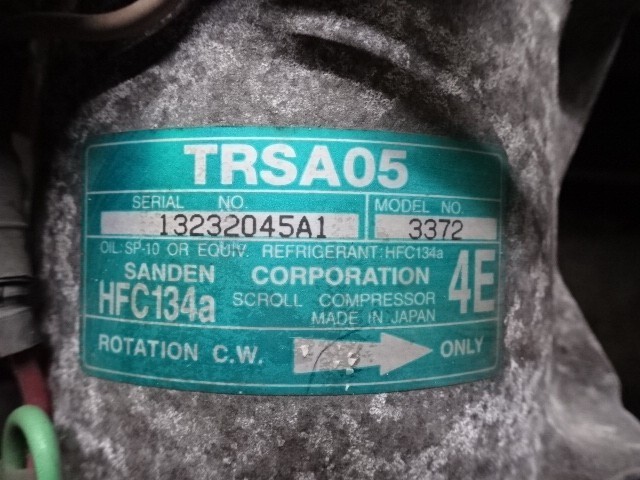 TRSA05
SERIAL NO. MODEL NO.
13232045A1 3372
OIL: SP-10 OR EQUIV. REFRIGERANT: HFC134a
SANDEN CORPORATION 4E
HFC134a SCROLL COMPRESSOR
MADE IN JAPAN
ROTATION C.W. ONLY